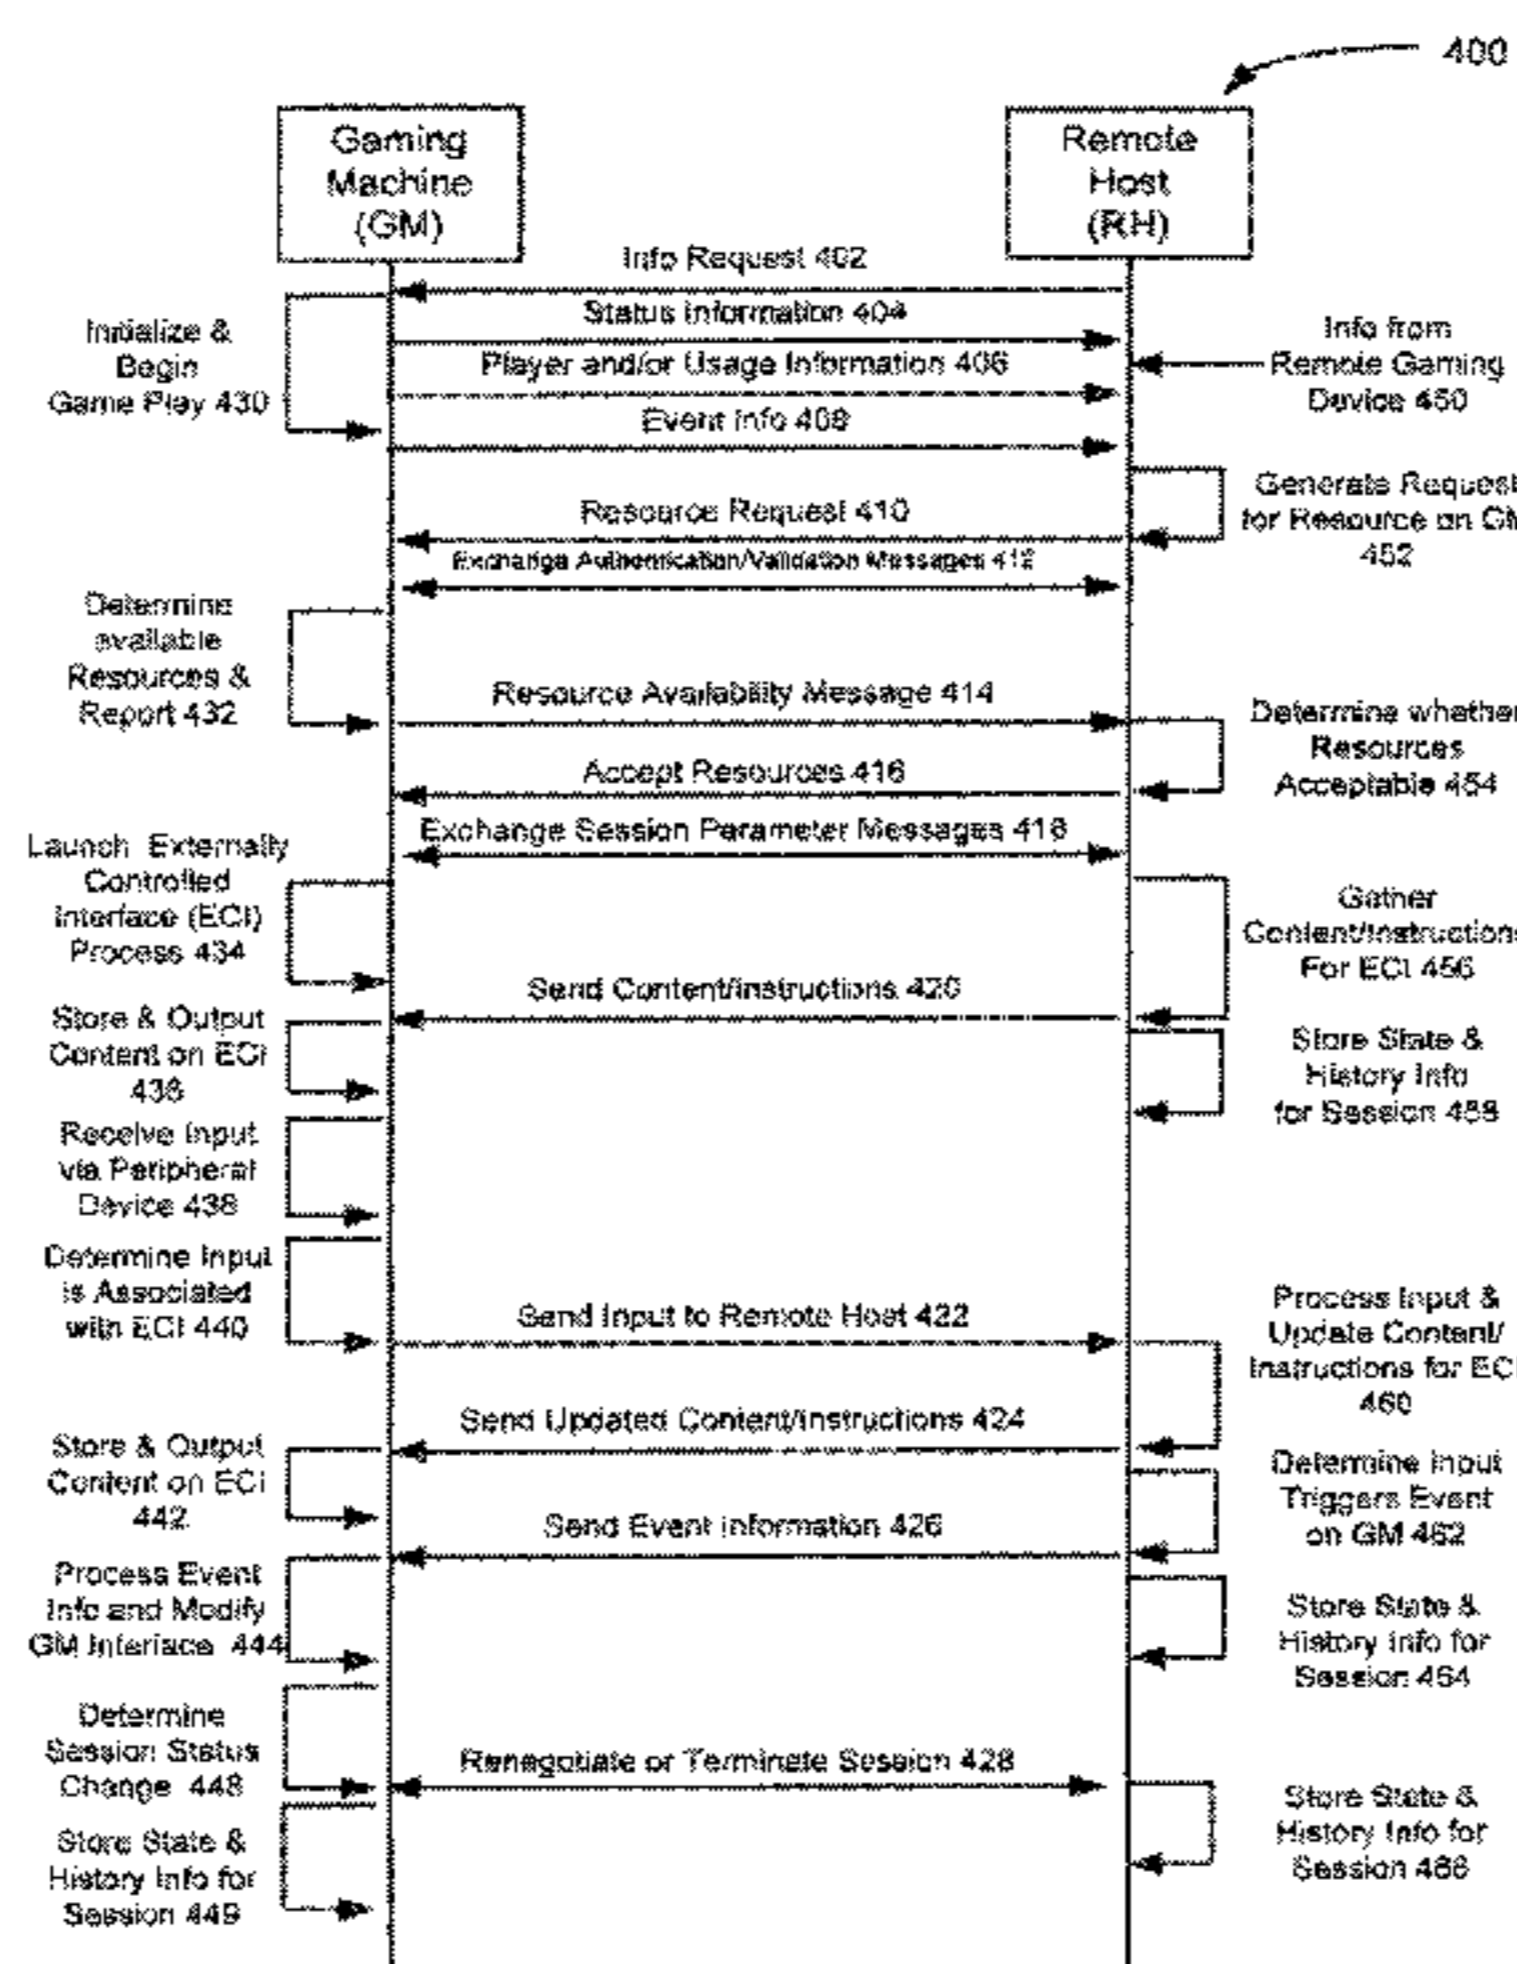 400
Gaming
Machine
(GM)
Remote
Host
(RH)
Info Request 402
Status Information 404
Initialize &
Begin
Game Play 430
Player and/or Usage Information 406
Info from
Remote Gaming
Device 450
Event Info 408
Generate Request
for Resource on GM
452
Resource Request 410
Exchange Authentication/Validation Messages 412
Determine
available
Resources &
Report 432
Resource Availability Message 414
Determine whether
Resources
Acceptable 454
Accept Resources 416
Exchange Session Parameter Messages 418
Launch Externally
Controlled
Interface (ECI)
Process 434
Gather
Content/Instructions
For ECI 456
Send Content/Instructions 420
Store & Output
Content on ECI
436
Store State &
History Info
for Session 458
Receive Input
via Peripheral
Device 438
Determine Input
is Associated
with ECI 440
Send Input to Remote Host 422
Process Input &
Update Content/
Instructions for ECI
460
Send Updated Content/Instructions 424
Store & Output
Content on ECI
442
Determine Input
Triggers Event
on GM 462
Send Event Information 426
Process Event
Info and Modify
GM Interface 444
Store State &
History Info for
Session 464
Determine
Session Status
Change 448
Renegotiate or Terminate Session 428
Store State &
History Info for
Session 449
Store State &
History Info for
Session 466